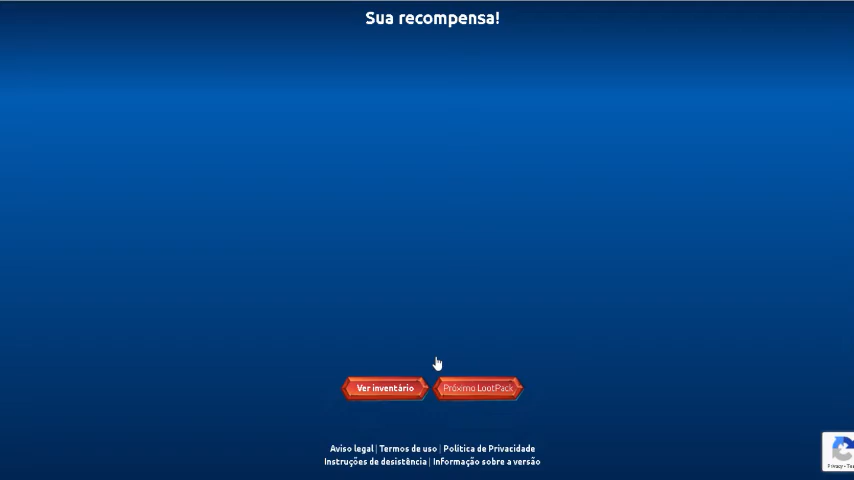 Sua recompensa!
Ver inventário
Próximo LootPack
Aviso legal | Termos de uso | Política de Privacidade
Instruções de desistência | Informação sobre a versão
Privacy -